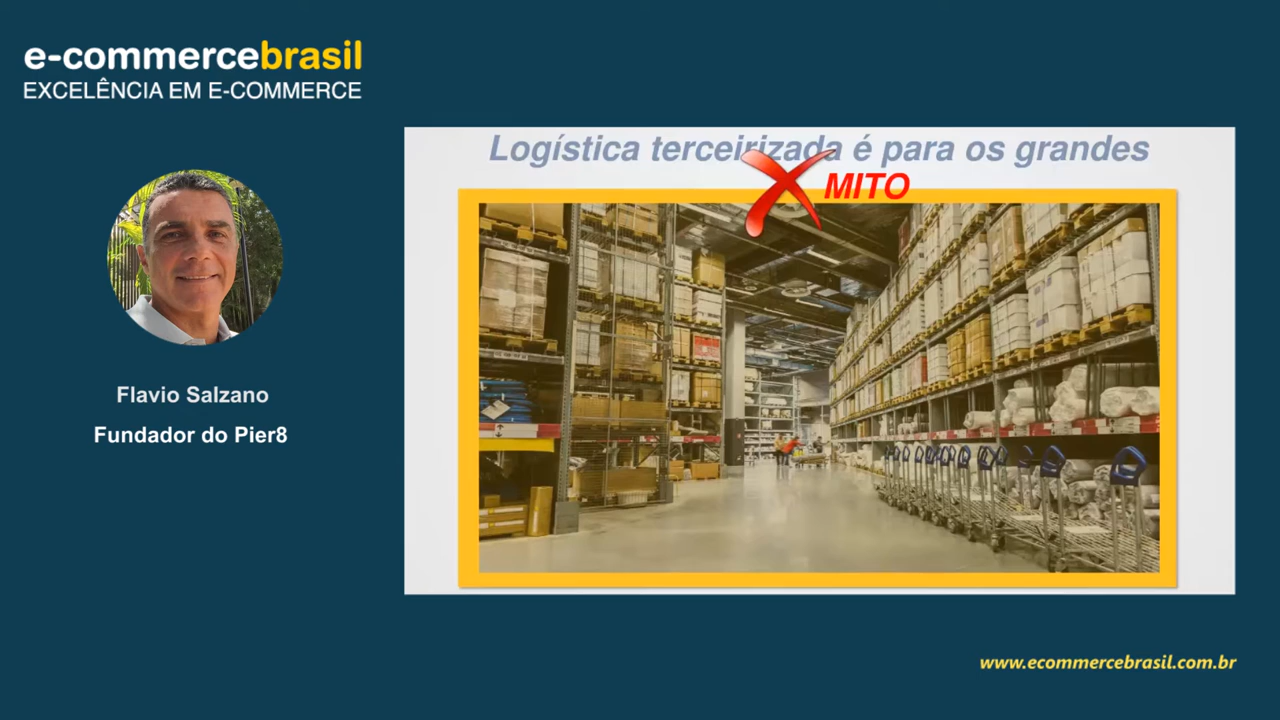 e-commercebrasil
EXCELÊNCIA EM E-COMMERCE
Flavio Salzano
Fundador do Pier8
Logística terceirizada é para os grandes
MITO
www.ecommercebrasil.com.br